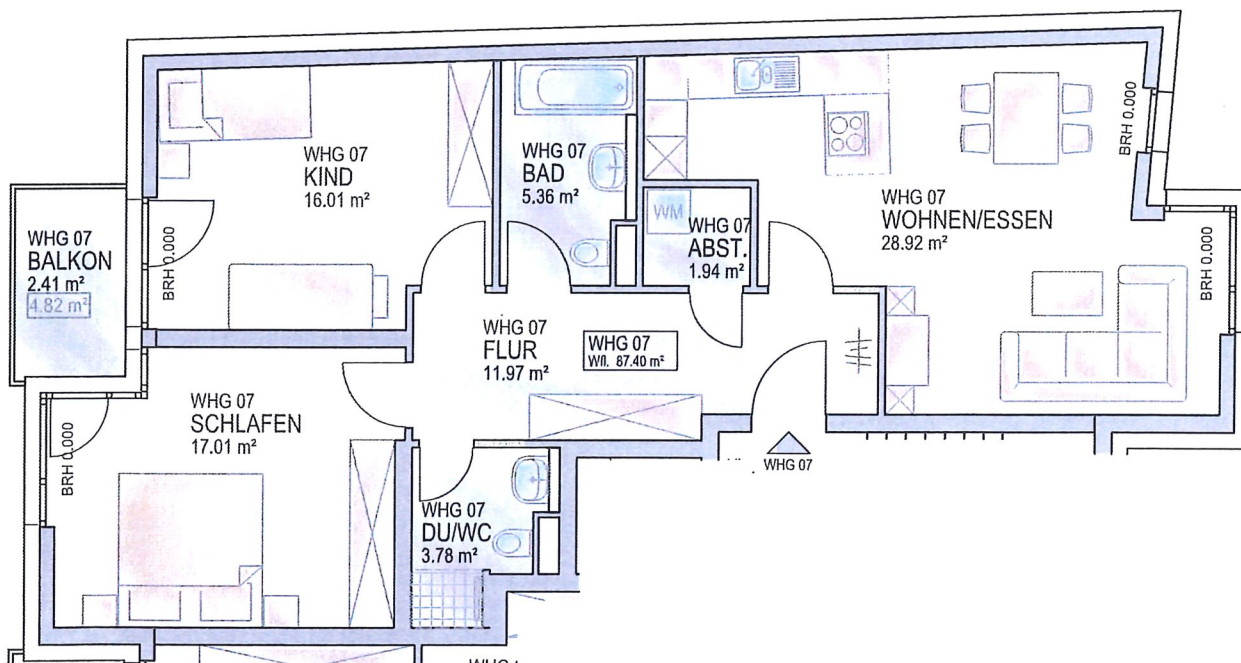 WHG 07
KIND
16.01 m²
WHG 07
BAD
5.36 m²
WM
WHG 07
ABST.
1.94 m²
WHG 07
WOHNEN/ESSEN
28.92 m²
BRH 0.000
BRH 0.000
WHG 07
BALKON
2.41 m²
4.82 m²
BRH 0.000
WHG 07
FLUR
11.97 m²
WHG 07
Wfl. 87.40 m²
WHG 07
SCHLAFEN
17.01 m²
BRH 0.000
WHG 07
WHG 07
DU/WC
3.78 m²